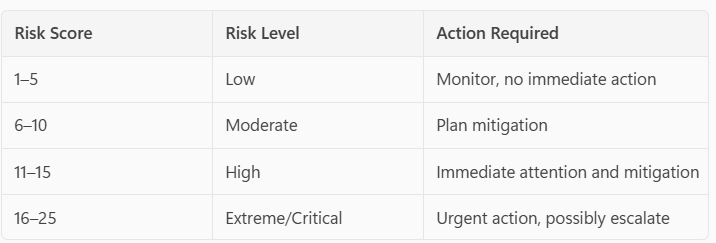 Risk Score Risk Level Action Required
1–5 Low Monitor, no immediate action
6–10 Moderate Plan mitigation
11–15 High Immediate attention and mitigation
16–25 Extreme/Critical Urgent action, possibly escalate